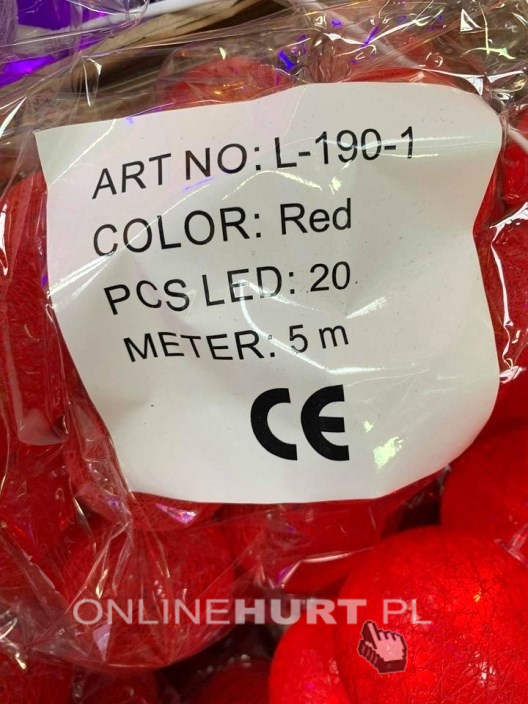 ART NO: L-190-1
COLOR: Red
PCS LED: 20
METER: 5 m
CE
ONLINEHURT.PL